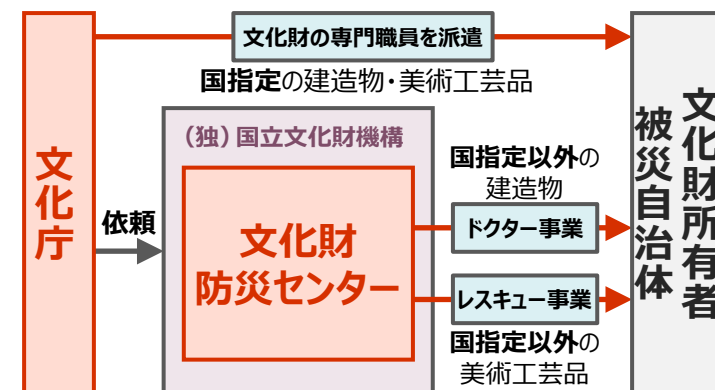 文化財の専門職員を派遣
国指定の建造物・美術工芸品
文化庁
依頼
（独）国立文化財機構
文化財
防災センター
国指定以外の
建造物
ドクター事業
レスキュー事業
国指定以外の
美術工芸品
文化財所有者
被災自治体